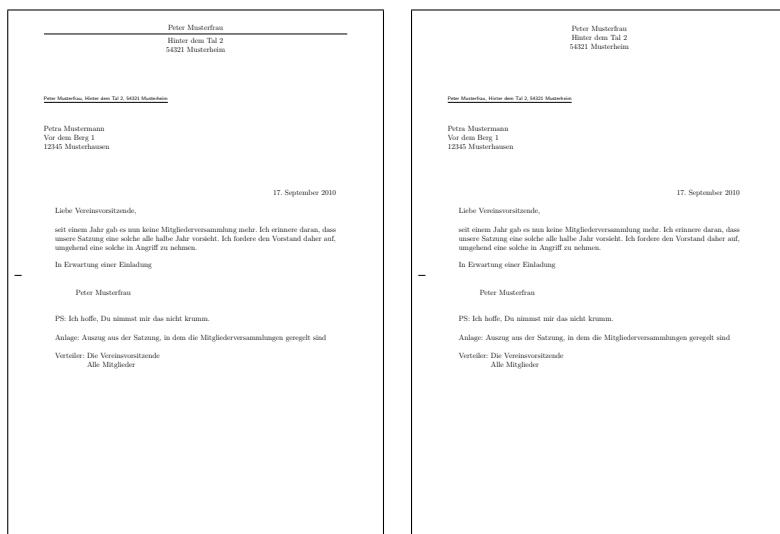 Peter Musterfrau
Hinter dem Tal 2
54321 Musterheim
Peter Musterfrau, Hinter dem Tal 2, 54321 Musterheim
Petra Mustermann
Vor dem Berg 1
12345 Musterhausen
17. September 2010
Liebe Vereinsvorsitzende,
seit einem Jahr gab es nun keine Mitgliederversammlung mehr. Ich erinnere daran, dass
unsere Satzung eine solche alle halbe Jahr vorsieht. Ich fordere den Vorstand daher auf,
umgehend eine solche in Angriff zu nehmen.
In Erwartung einer Einladung
Peter Musterfrau
PS: Ich hoffe, Du nimmst mir das nicht krumm.
Anlage: Auszug aus der Satzung, in dem die Mitgliederversammlungen geregelt sind
Verteiler: Die Vereinsvorsitzende
Alle Mitglieder
Peter Musterfrau
Hinter dem Tal 2
54321 Musterheim
Peter Musterfrau, Hinter dem Tal 2, 54321 Musterheim
Petra Mustermann
Vor dem Berg 1
12345 Musterhausen
17. September 2010
Liebe Vereinsvorsitzende,
seit einem Jahr gab es nun keine Mitgliederversammlung mehr. Ich erinnere daran, dass
unsere Satzung eine solche alle halbe Jahr vorsieht. Ich fordere den Vorstand daher auf,
umgehend eine solche in Angriff zu nehmen.
In Erwartung einer Einladung
Peter Musterfrau
PS: Ich hoffe, Du nimmst mir das nicht krumm.
Anlage: Auszug aus der Satzung, in dem die Mitgliederversammlungen geregelt sind
Verteiler: Die Vereinsvorsitzende
Alle Mitglieder